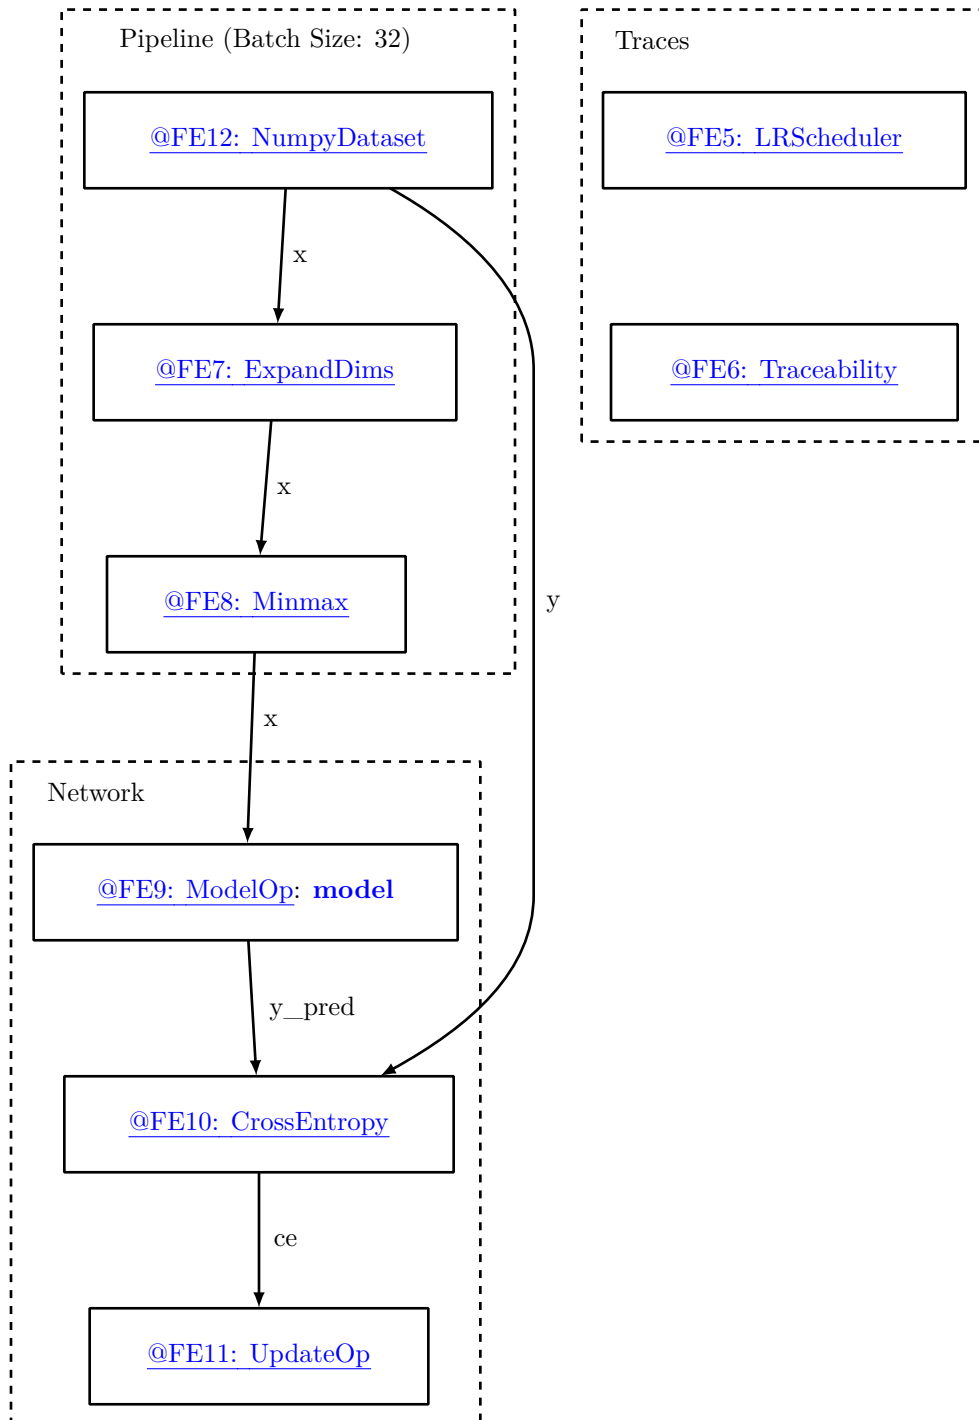 Pipeline (Batch Size: 32)
@FE12: NumpyDataset
x
@FE7: ExpandDims
x
@FE8: Minmax
x
y
Network
@FE9: ModelOp: model
y_pred
@FE10: CrossEntropy
ce
@FE11: UpdateOp
Traces
@FE5: LRScheduler
@FE6: Traceability